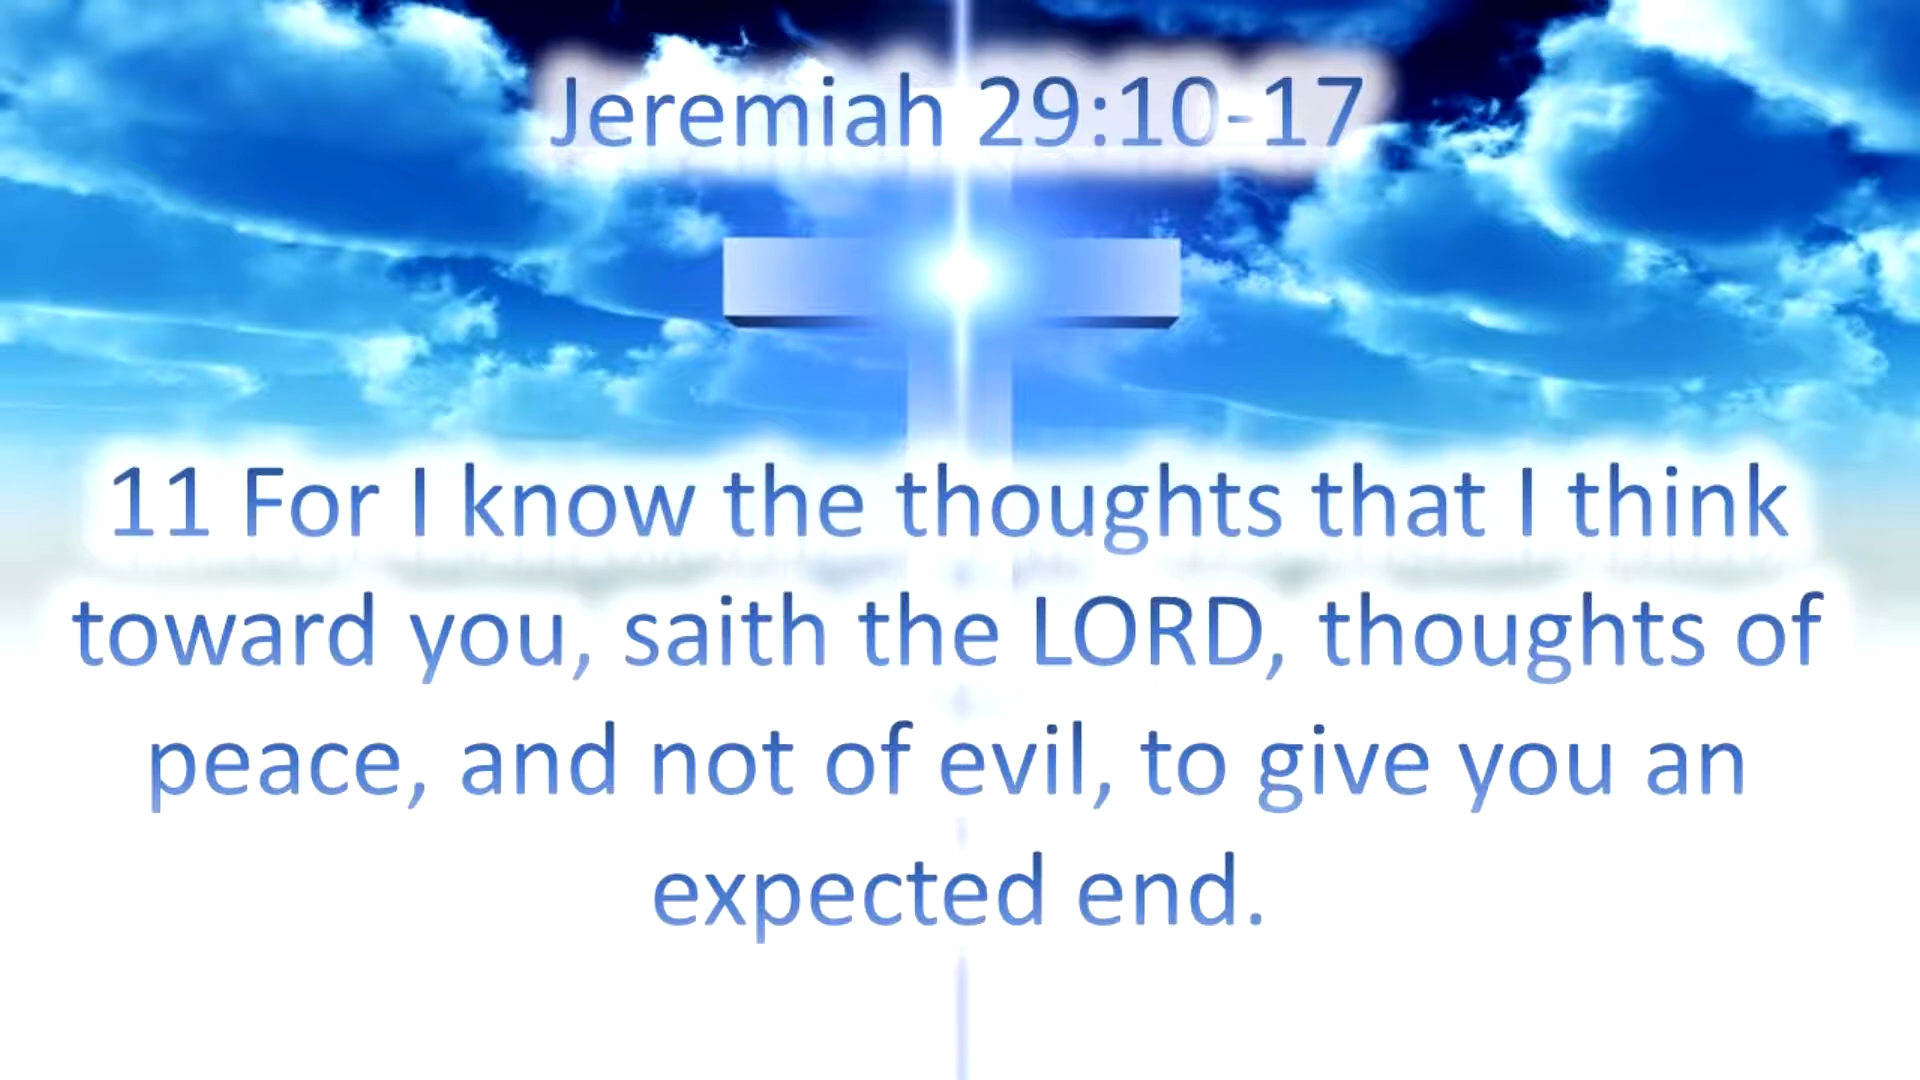 Jeremiah 29:10-17
11 For I know the thoughts that I think
toward you, saith the LORD, thoughts of
peace, and not of evil, to give you an
expected end.